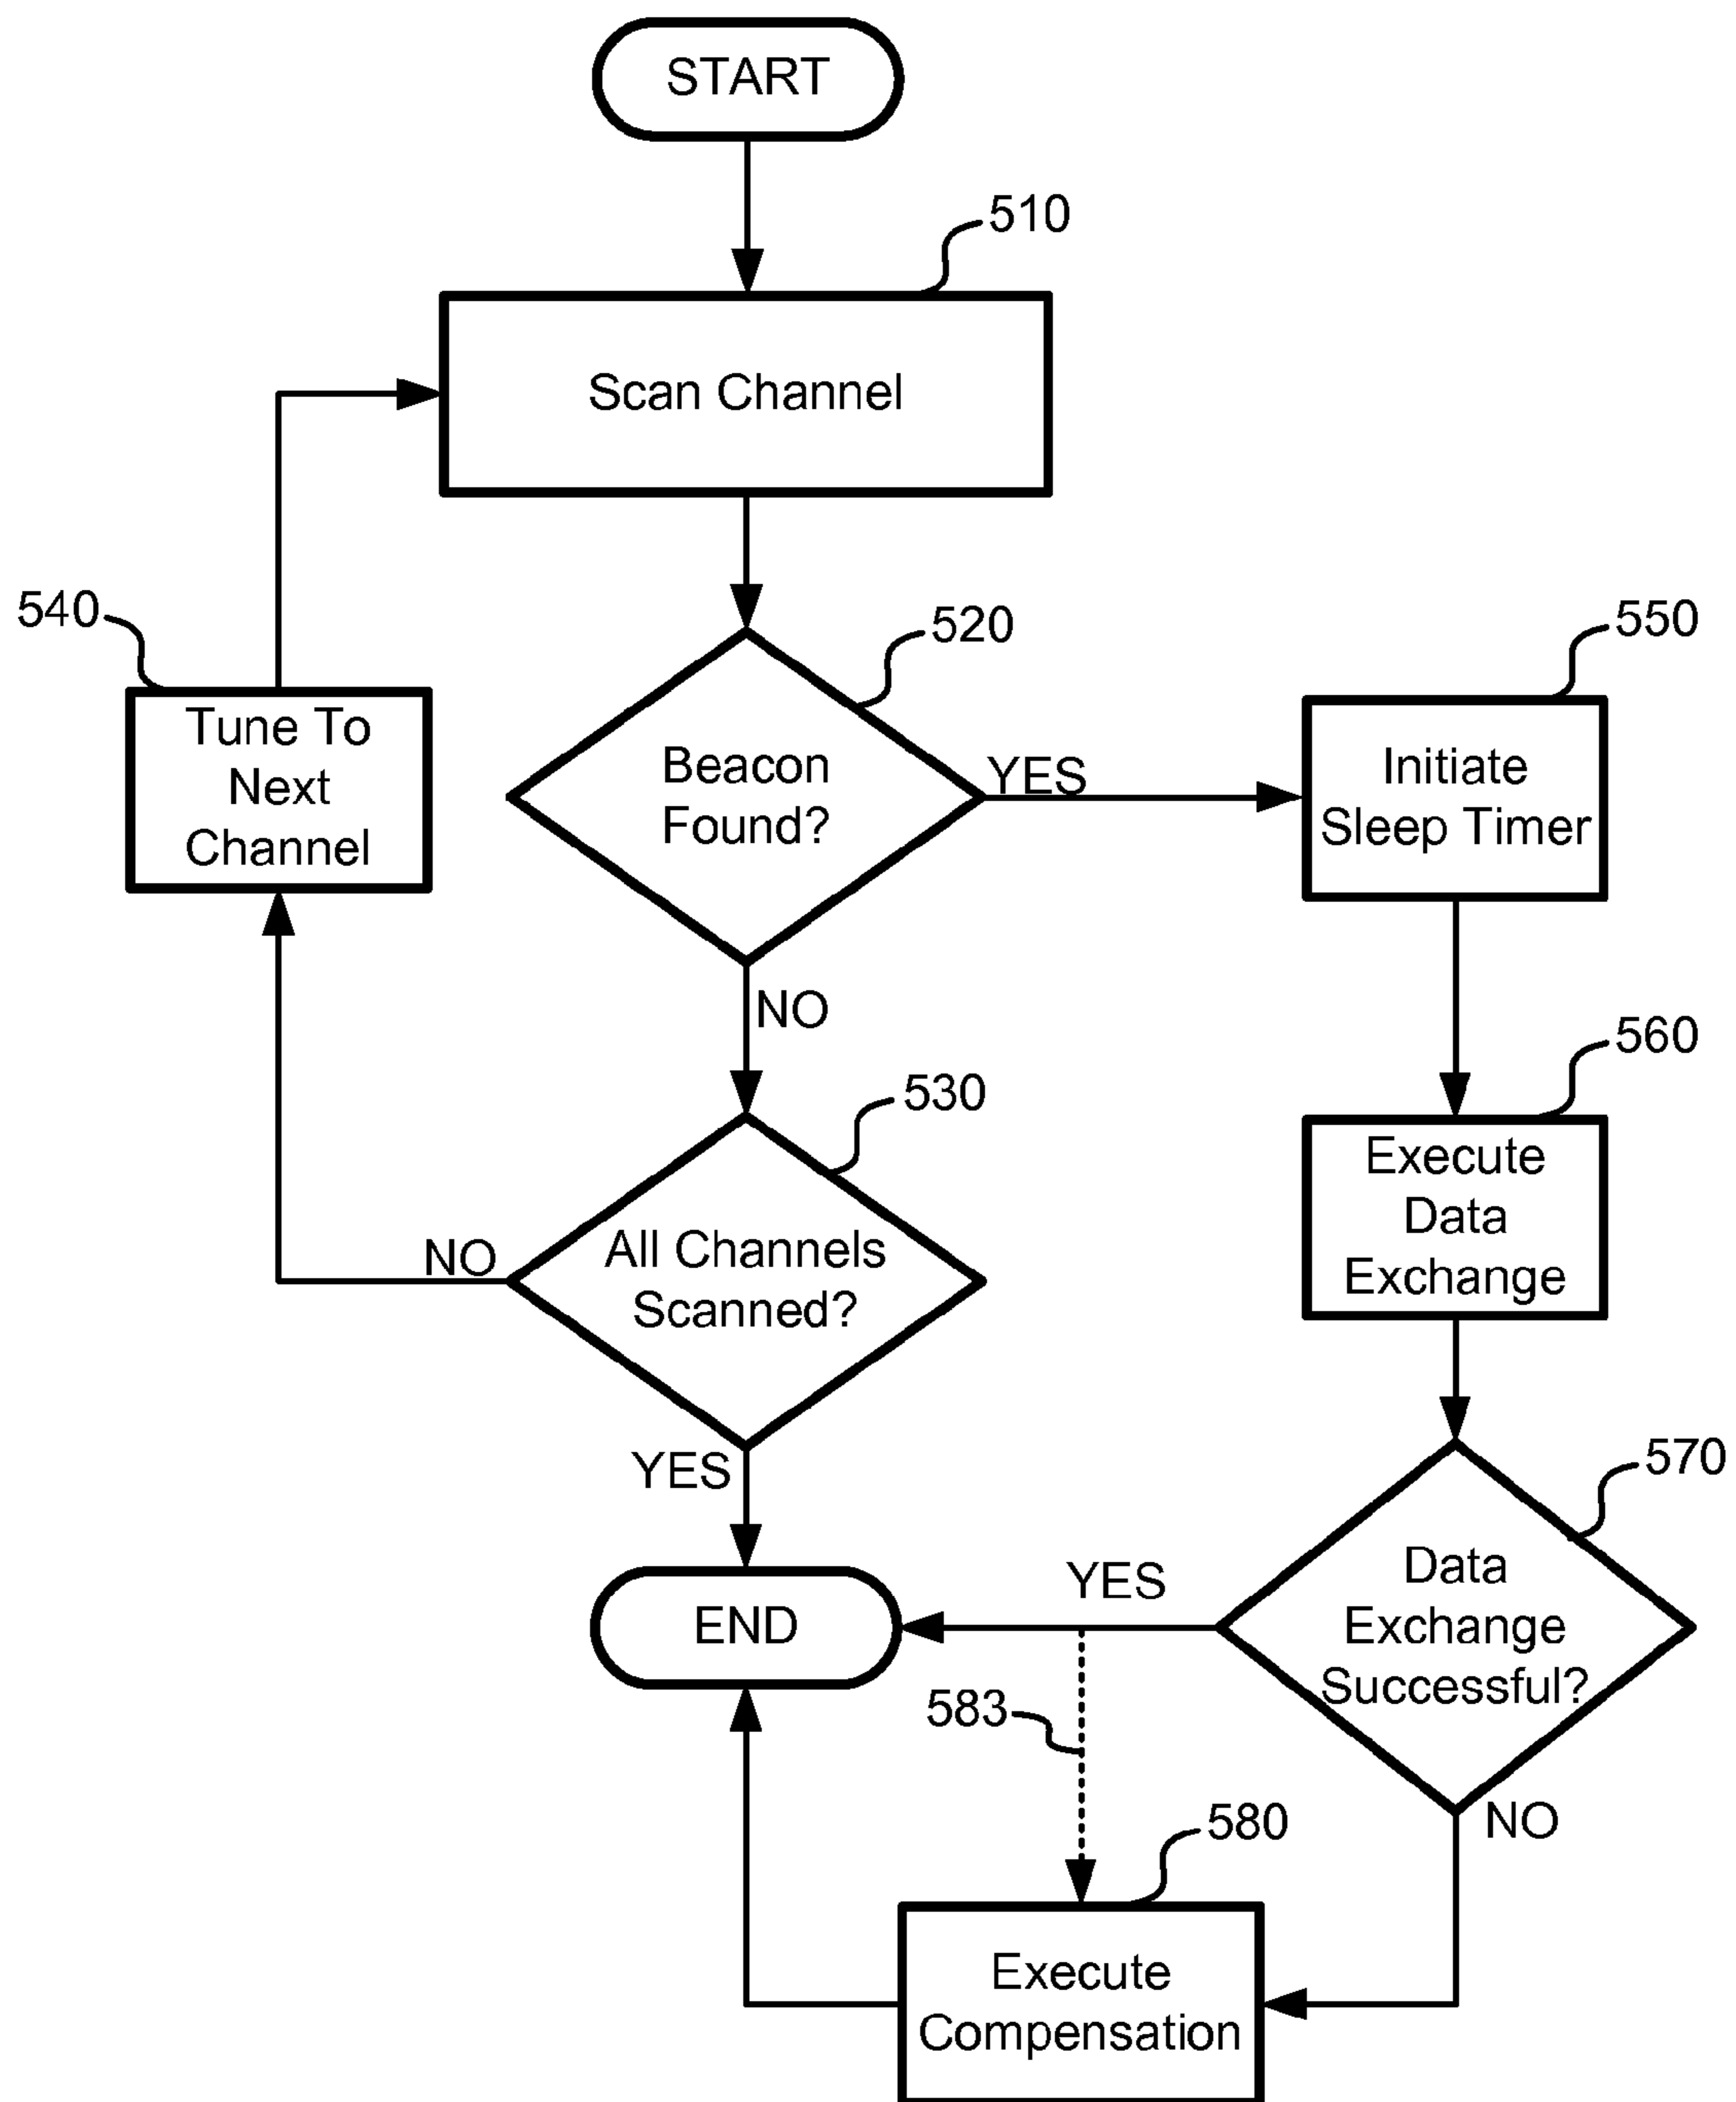 START
510
Scan Channel
540
520
550
Tune To
Next
Channel
Beacon
Found?
YES
Initiate
Sleep Timer
NO
560
530
Execute
Data
Exchange
All Channels
Scanned?
NO
YES
570
Data
Exchange
Successful?
YES
END
583
NO
580
Execute
Compensation